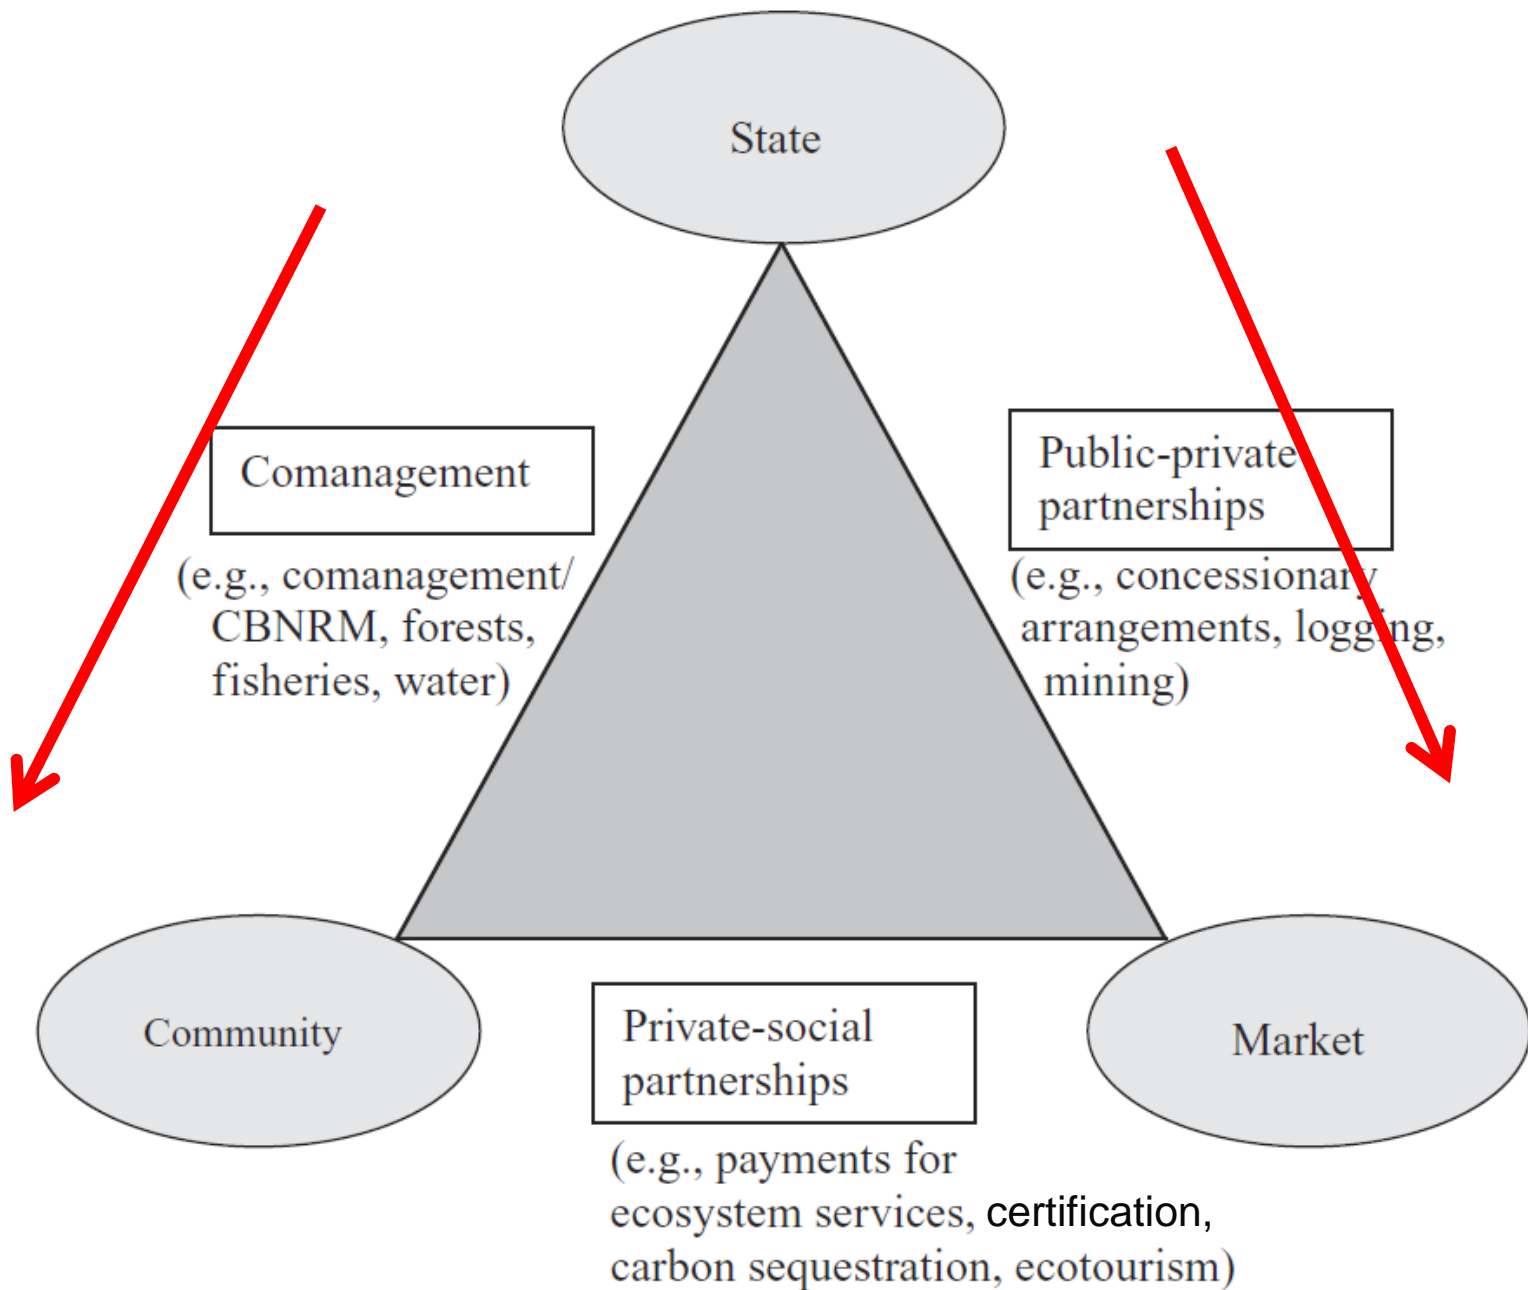 State
Comanagement
(e.g., comanagement/
CBNRM, forests,
fisheries, water)
Public-private
partnerships
(e.g., concessionary
arrangements, logging,
mining)
Community
Private-social
partnerships
(e.g., payments for
ecosystem services, certification,
carbon sequestration, ecotourism)
Market